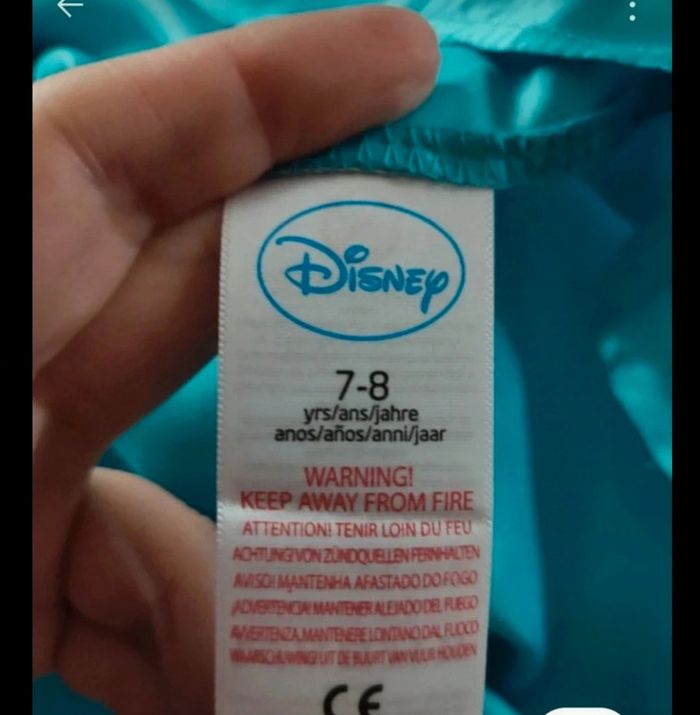 Disney
7-8
yrs/ans/jahre
anos/años/anni/jaar
WARNING!
KEEP AWAY FROM FIRE
ATTENTION! TENIR LOIN DU FEU
ACHTUNG! VON ZÜNDQUELLEN FERNHALTEN
AVISO! MANTENHA AFASTADO DO FOGO
¡ADVERTENCIA! MANTENER ALEJADO DEL FUEGO
AVVERTENZA. MANTENERE LONTANO DAL FUOCO
WAARSCHUWING! UIT DE BUURT VAN VUUR HOUDEN
CE